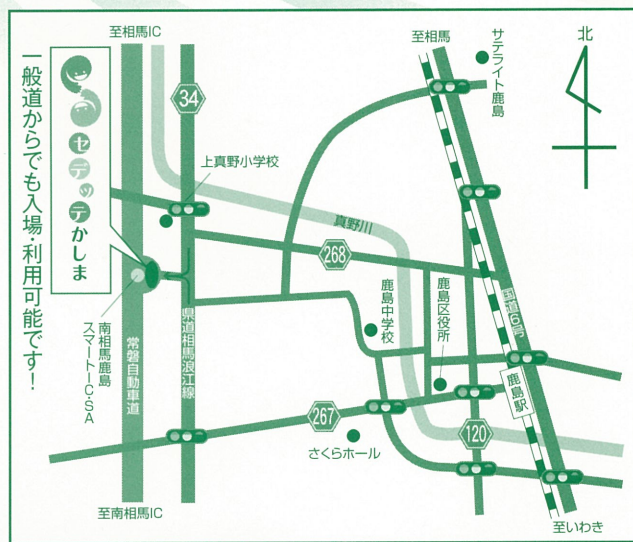 至相馬IC
至相馬
サテライト鹿島
北
一般道からでも入場・利用可能です！
セデッテかしま
34
上真野小学校
真野川
268
南相馬鹿島
スマートIC・SA
常磐自動車道
県道相馬浪江線
鹿島中学校
鹿島区役所
国道6号
鹿島駅
267
さくらホール
120
至南相馬IC
至いわき